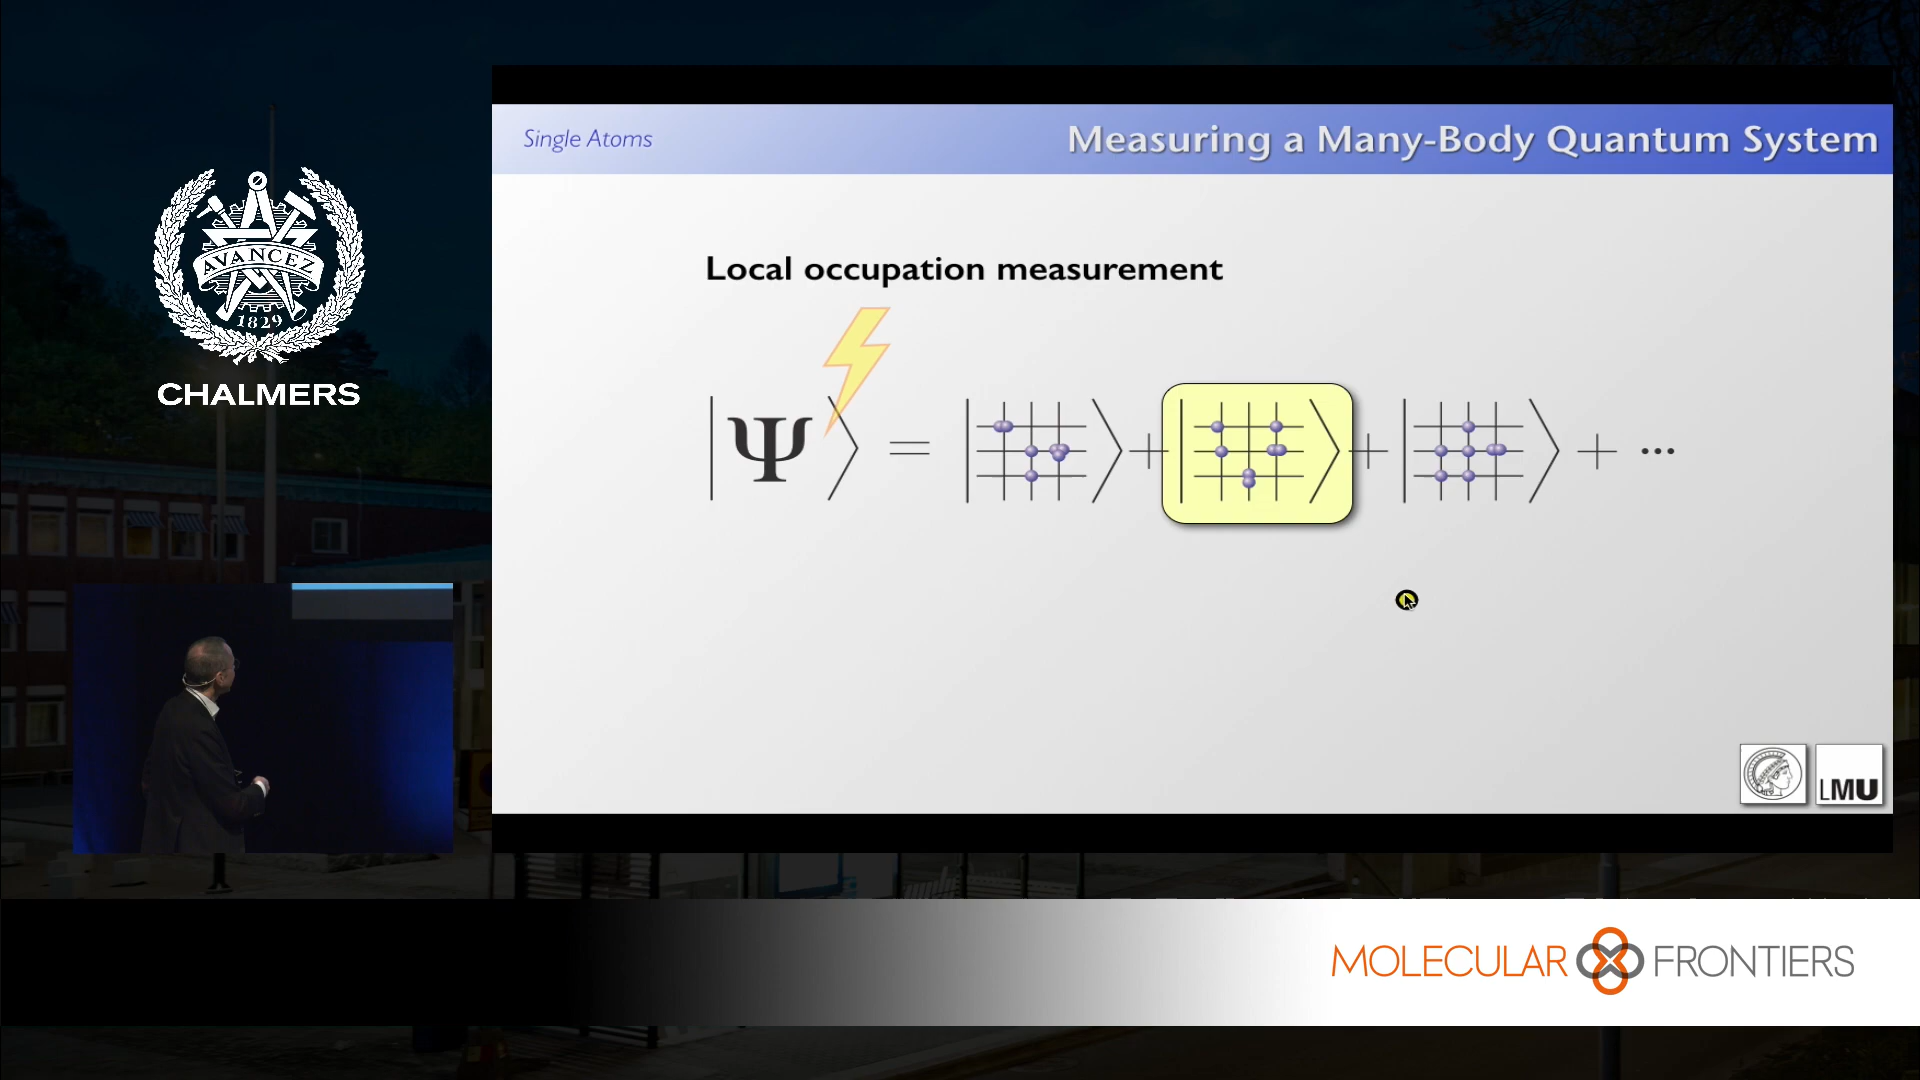 Single Atoms
Measuring a Many-Body Quantum System
Local occupation measurement
|Ψ⟩ = | ⟩ + | ⟩ + | ⟩ + ...
AVANCEZ
1829
CHALMERS
LMU
MOLECULAR FRONTIERS